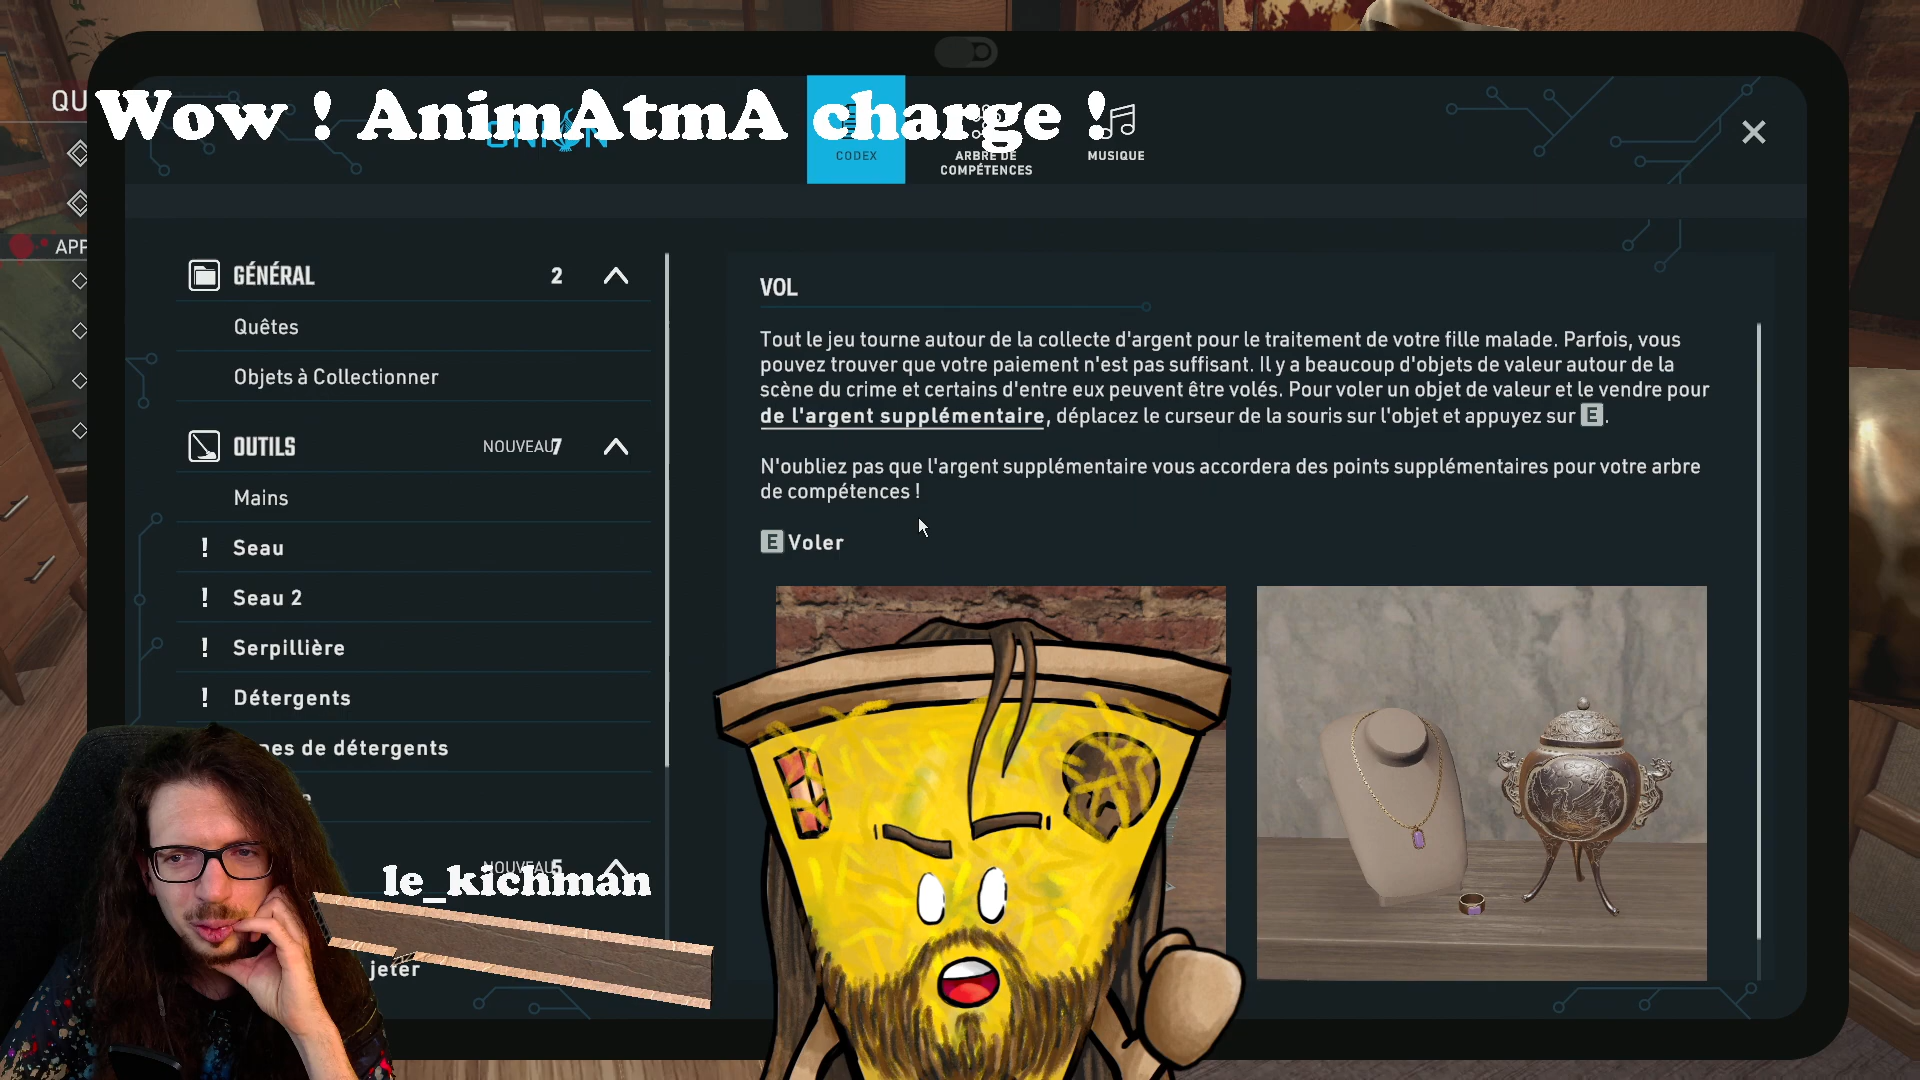 QU
Wow ! AnimAtmA charge !
CODEX
ARBRE DE
COMPÉTENCES
MUSIQUE
APP
GÉNÉRAL 2
Quêtes
Objets à Collectionner
OUTILS NOUVEAU 7
Mains
! Seau
! Seau 2
! Serpillière
! Détergents
de détergents
NOUVEAU 5
le_kichman
jeter
VOL
Tout le jeu tourne autour de la collecte d'argent pour le traitement de votre fille malade. Parfois, vous
pouvez trouver que votre paiement n'est pas suffisant. Il y a beaucoup d'objets de valeur autour de la
scène du crime et certains d'entre eux peuvent être volés. Pour voler un objet de valeur et le vendre pour
de l'argent supplémentaire, déplacez le curseur de la souris sur l'objet et appuyez sur E.
N'oubliez pas que l'argent supplémentaire vous accordera des points supplémentaires pour votre arbre
de compétences !
E Voler